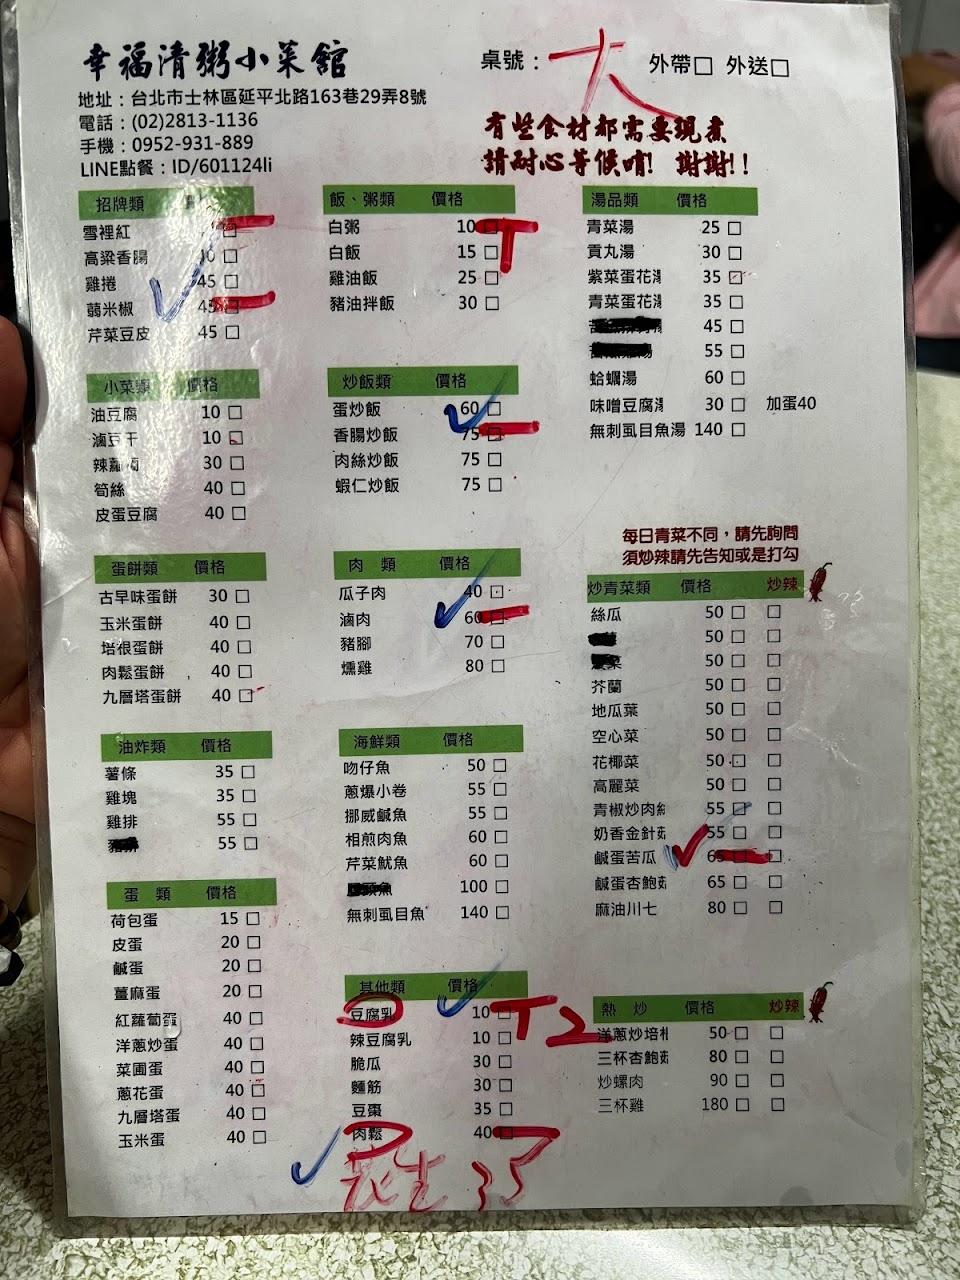 幸福清粥小菜館
桌號： 大 外帶□ 外送□
地址：台北市士林區延平北路163巷29弄8號
電話：(02)2813-1136
手機：0952-931-889
LINE點餐：ID/601124li
有些食材都需要現煮
請耐心等候唷! 謝謝!!
招牌類
雪裡紅
高粱香腸
雞捲 45 □
蒻米椒 45
芹菜豆皮 45 □
小菜類 價格
油豆腐 10 □
滷豆干 10 □
辣蘿蔔 30 □
筍絲 40 □
皮蛋豆腐 40 □
蛋餅類 價格
古早味蛋餅 30 □
玉米蛋餅 40 □
培根蛋餅 40 □
肉鬆蛋餅 40 □
九層塔蛋餅 40 □
油炸類 價格
薯條 35 □
雞塊 35 □
雞排 55 □
55 □
蛋 類 價格
荷包蛋 15 □
皮蛋 20 □
鹹蛋 20 □
薑麻蛋 20 □
紅蘿蔔蛋 40 □
洋蔥炒蛋 40 □
菜圃蛋 40 □
蔥花蛋 40 □
九層塔蛋 40 □
玉米蛋 40 □
飯、粥類 價格
白粥 10 □
白飯 15 □
雞油飯 25 □
豬油拌飯 30 □
炒飯類 價格
蛋炒飯 60 □
香腸炒飯 75 □
肉絲炒飯 75 □
蝦仁炒飯 75 □
肉 類 價格
瓜子肉 40 □
滷肉 60 □
豬腳 70 □
燻雞 80 □
海鮮類 價格
吻仔魚 50 □
蔥爆小卷 55 □
挪威鹹魚 55 □
相煎肉魚 60 □
芹菜魷魚 60 □
100 □
無刺虱目魚 140 □
其他類 價格
豆腐乳 10 □ 2
辣豆腐乳 10 □
脆瓜 30 □
麵筋 30 □
豆棗 35 □
肉鬆 40 □
花生 35
湯品類 價格
青菜湯 25 □
貢丸湯 30 □
紫菜蛋花湯 35 □
青菜蛋花湯 35 □
45 □
55 □
蛤蠣湯 60 □
味噌豆腐湯 30 □ 加蛋40
無刺虱目魚湯 140 □
每日青菜不同，請先詢問
須炒辣請先告知或是打勾
炒青菜類 價格 炒辣
絲瓜 50 □ □
50 □ □
50 □ □
芥蘭 50 □ □
地瓜葉 50 □ □
空心菜 50 □ □
花椰菜 50 □ □
高麗菜 50 □ □
青椒炒肉絲 55 □ □
奶香金針菇 55 □ □
鹹蛋苦瓜 65 □ □
鹹蛋杏鮑菇 65 □ □
麻油川七 80 □ □
熱 炒 價格 炒辣
洋蔥炒培根 50 □ □
三杯杏鮑菇 80 □ □
炒螺肉 90 □ □
三杯雞 180 □ □